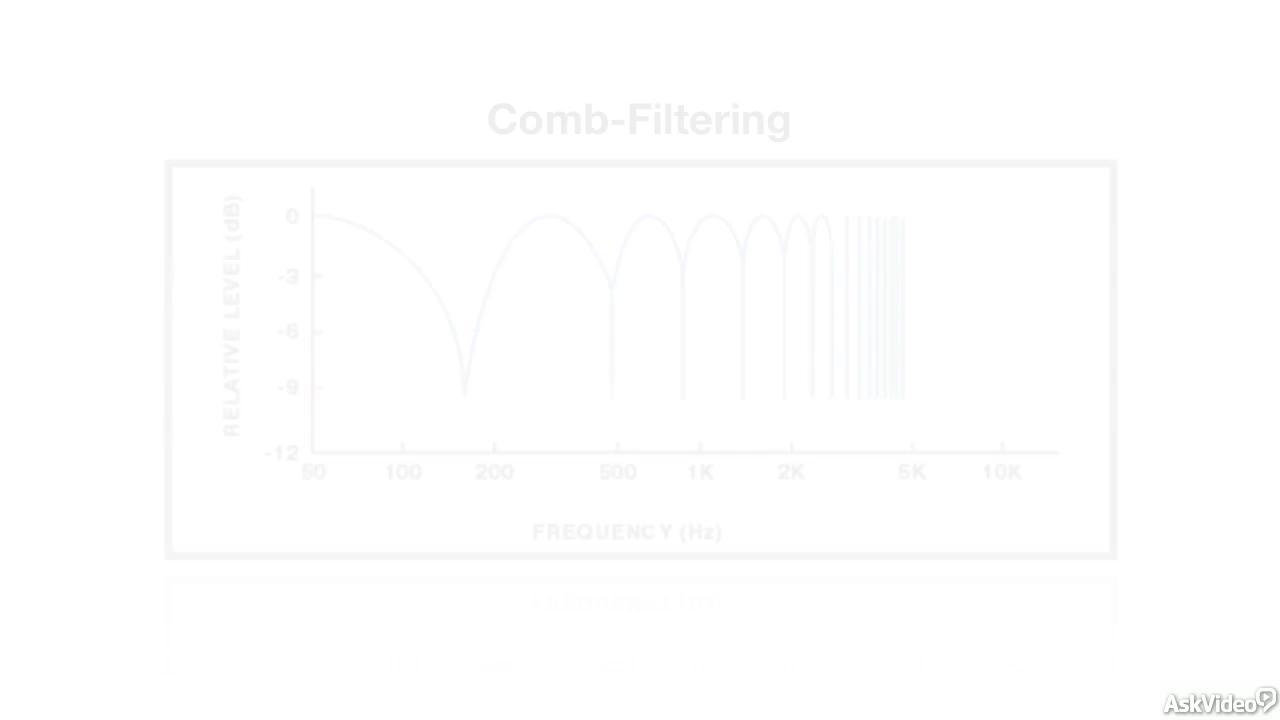 Comb-Filtering
RELATIVE LEVEL (dB)
0
-3
-6
-9
-12
50 100 200 500 1K 2K 5K 10K
FREQUENCY (Hz)
AskVideo